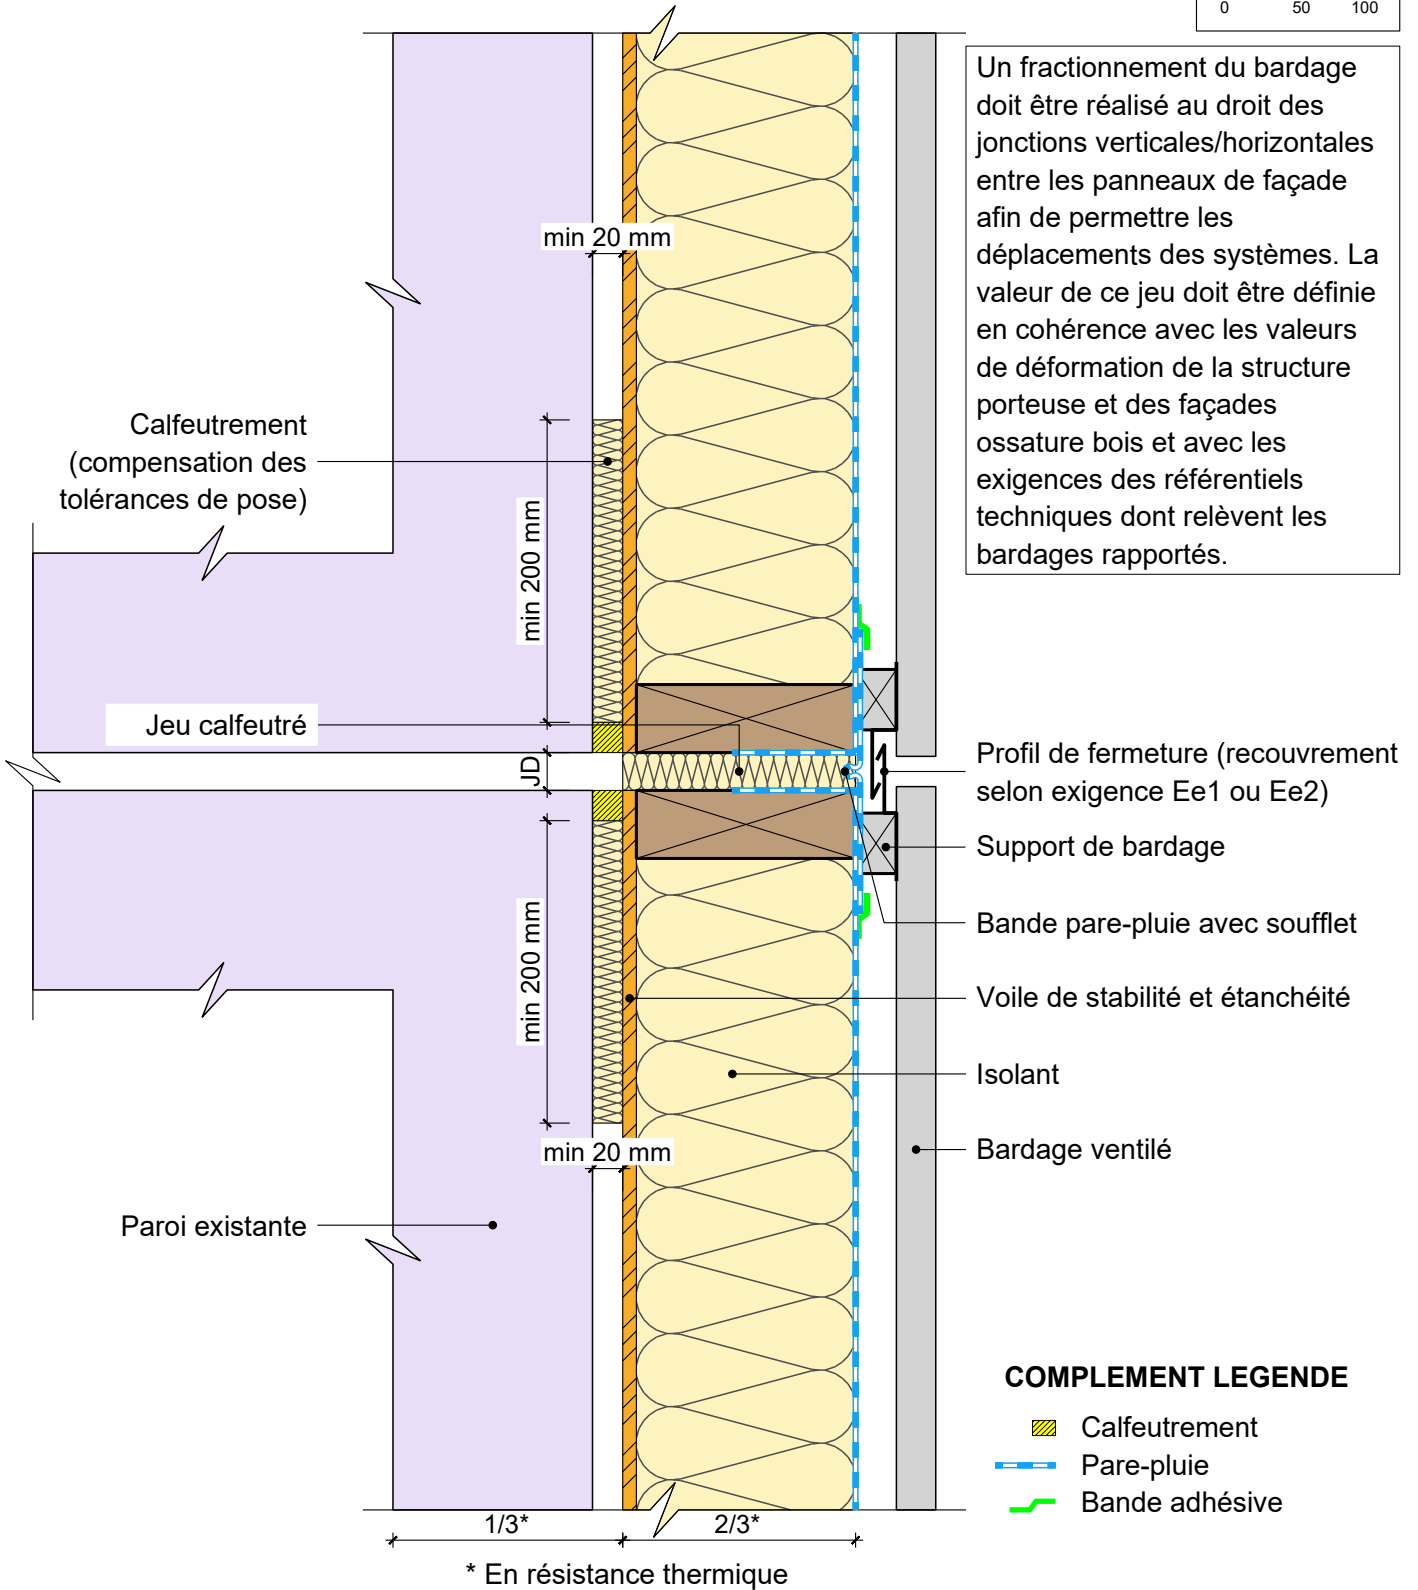 0 50 100
Un fractionnement du bardage
doit être réalisé au droit des
jonctions verticales/horizontales
entre les panneaux de façade
afin de permettre les
déplacements des systèmes. La
valeur de ce jeu doit être définie
en cohérence avec les valeurs
de déformation de la structure
porteuse et des façades
ossature bois et avec les
exigences des référentiels
techniques dont relèvent les
bardages rapportés.
min 20 mm
Calfeutrement
(compensation des
tolérances de pose)
min 200 mm
Jeu calfeutré
JD
Profil de fermeture (recouvrement
selon exigence Ee1 ou Ee2)
Support de bardage
Bande pare-pluie avec soufflet
min 200 mm
Voile de stabilité et étanchéité
Isolant
min 20 mm
Bardage ventilé
Paroi existante
COMPLEMENT LEGENDE
Calfeutrement
Pare-pluie
Bande adhésive
1/3* 2/3*
* En résistance thermique